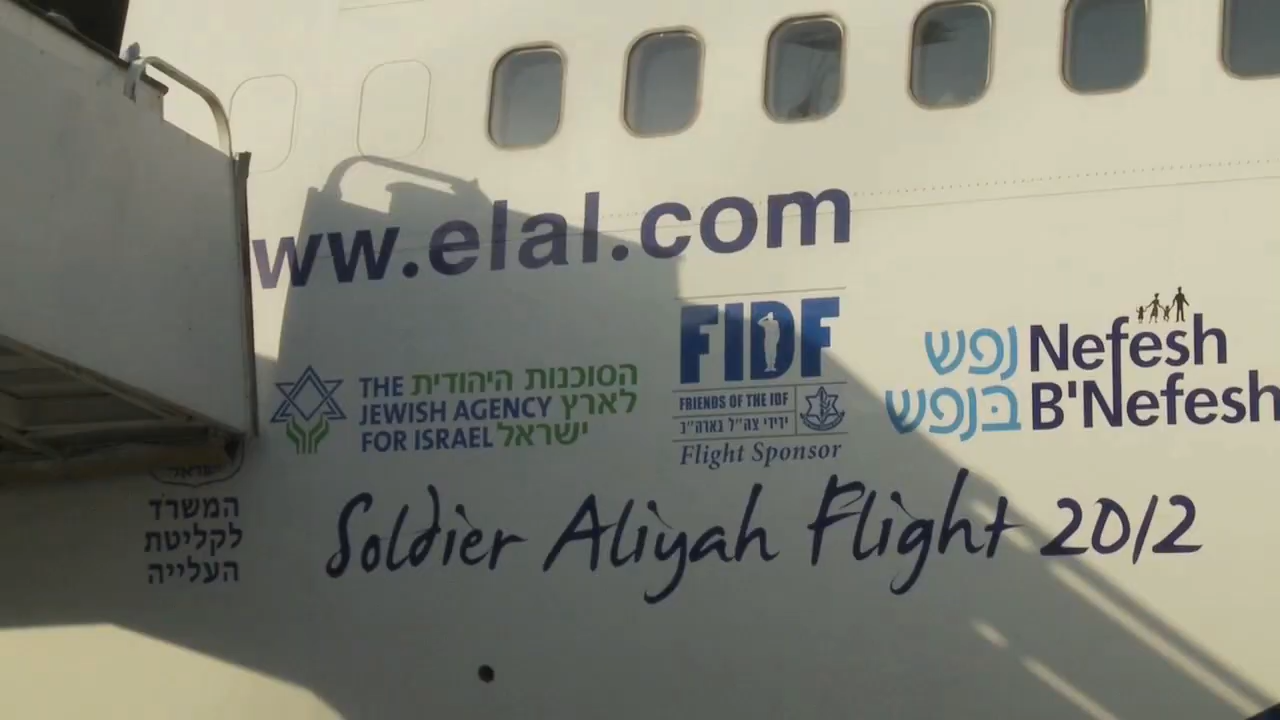 ww.elal.com
THE הסוכנות היהודית
JEWISH AGENCY לארץ
FOR ISRAEL ישראל
FIDF
FRIENDS OF THE IDF
ידידי צה"ל בארה"ב
Flight Sponsor
נפש Nefesh
בנפש B'Nefesh
המשרד
לקליטת
העלייה
Soldier Aliyah Flight 2012